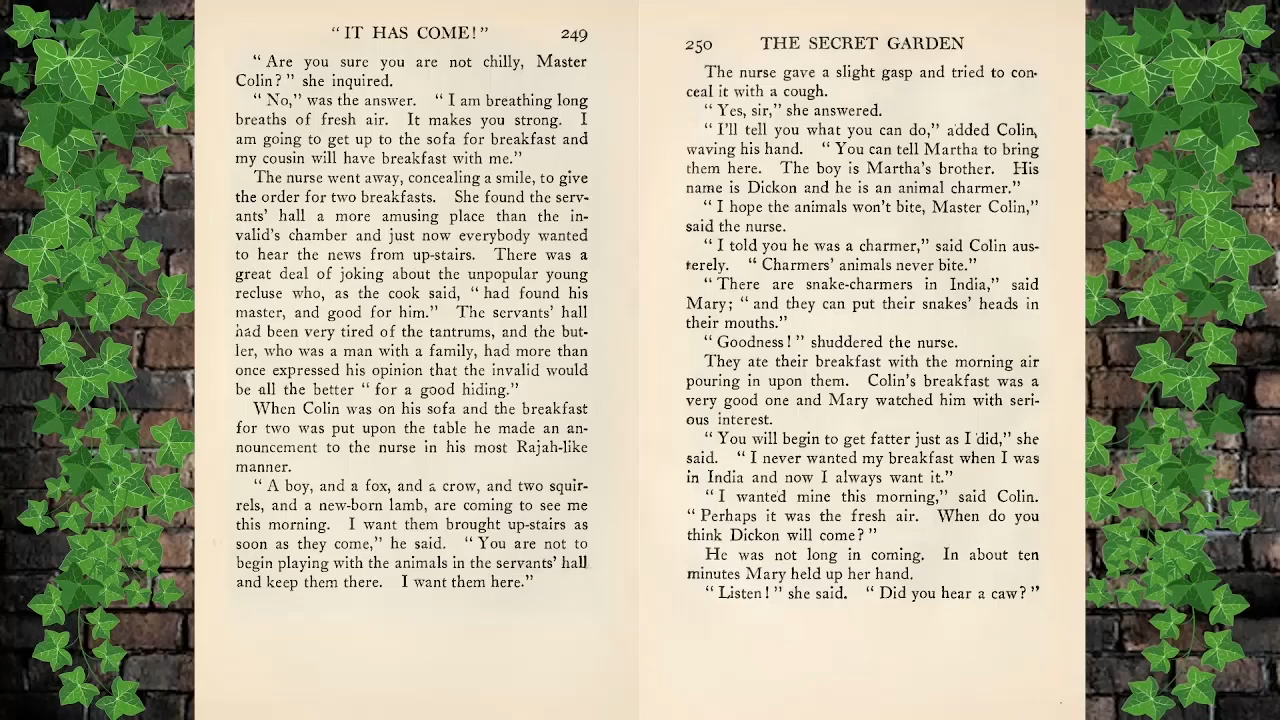 "IT HAS COME!" 249
"Are you sure you are not chilly, Master
Colin?" she inquired.
"No," was the answer. "I am breathing long
breaths of fresh air. It makes you strong. I
am going to get up to the sofa for breakfast and
my cousin will have breakfast with me."
The nurse went away, concealing a smile, to give
the order for two breakfasts. She found the serv-
ants' hall a more amusing place than the in-
valid's chamber and just now everybody wanted
to hear the news from up-stairs. There was a
great deal of joking about the unpopular young
recluse who, as the cook said, "had found his
master, and good for him." The servants' hall
had been very tired of the tantrums, and the but-
ler, who was a man with a family, had more than
once expressed his opinion that the invalid would
be all the better "for a good hiding."
When Colin was on his sofa and the breakfast
for two was put upon the table he made an an-
nouncement to the nurse in his most Rajah-like
manner.
"A boy, and a fox, and a crow, and two squir-
rels, and a new-born lamb, are coming to see me
this morning. I want them brought up-stairs as
soon as they come," he said. "You are not to
begin playing with the animals in the servants' hall
and keep them there. I want them here."
250 THE SECRET GARDEN
The nurse gave a slight gasp and tried to con-
ceal it with a cough.
"Yes, sir," she answered.
"I'll tell you what you can do," added Colin,
waving his hand. "You can tell Martha to bring
them here. The boy is Martha's brother. His
name is Dickon and he is an animal charmer."
"I hope the animals won't bite, Master Colin,"
said the nurse.
"I told you he was a charmer," said Colin aus-
terely. "Charmers' animals never bite."
"There are snake-charmers in India," said
Mary; "and they can put their snakes' heads in
their mouths."
"Goodness!" shuddered the nurse.
They ate their breakfast with the morning air
pouring in upon them. Colin's breakfast was a
very good one and Mary watched him with seri-
ous interest.
"You will begin to get fatter just as I did," she
said. "I never wanted my breakfast when I was
in India and now I always want it."
"I wanted mine this morning," said Colin.
"Perhaps it was the fresh air. When do you
think Dickon will come?"
He was not long in coming. In about ten
minutes Mary held up her hand.
"Listen!" she said. "Did you hear a caw?"